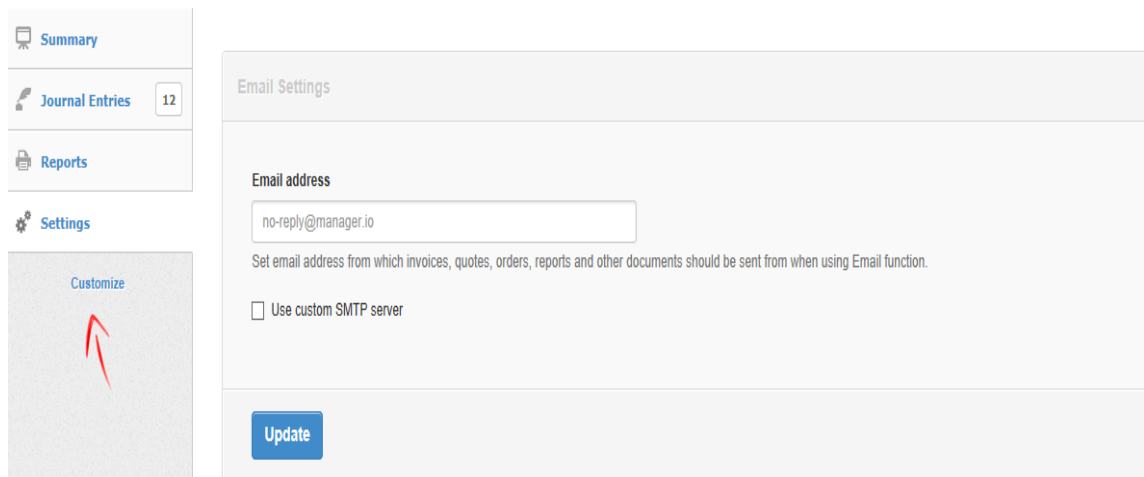 Summary
Journal Entries 12
Reports
Settings
Customize
Email Settings
Email address
no-reply@manager.io
Set email address from which invoices, quotes, orders, reports and other documents should be sent from when using Email function.
Use custom SMTP server
Update